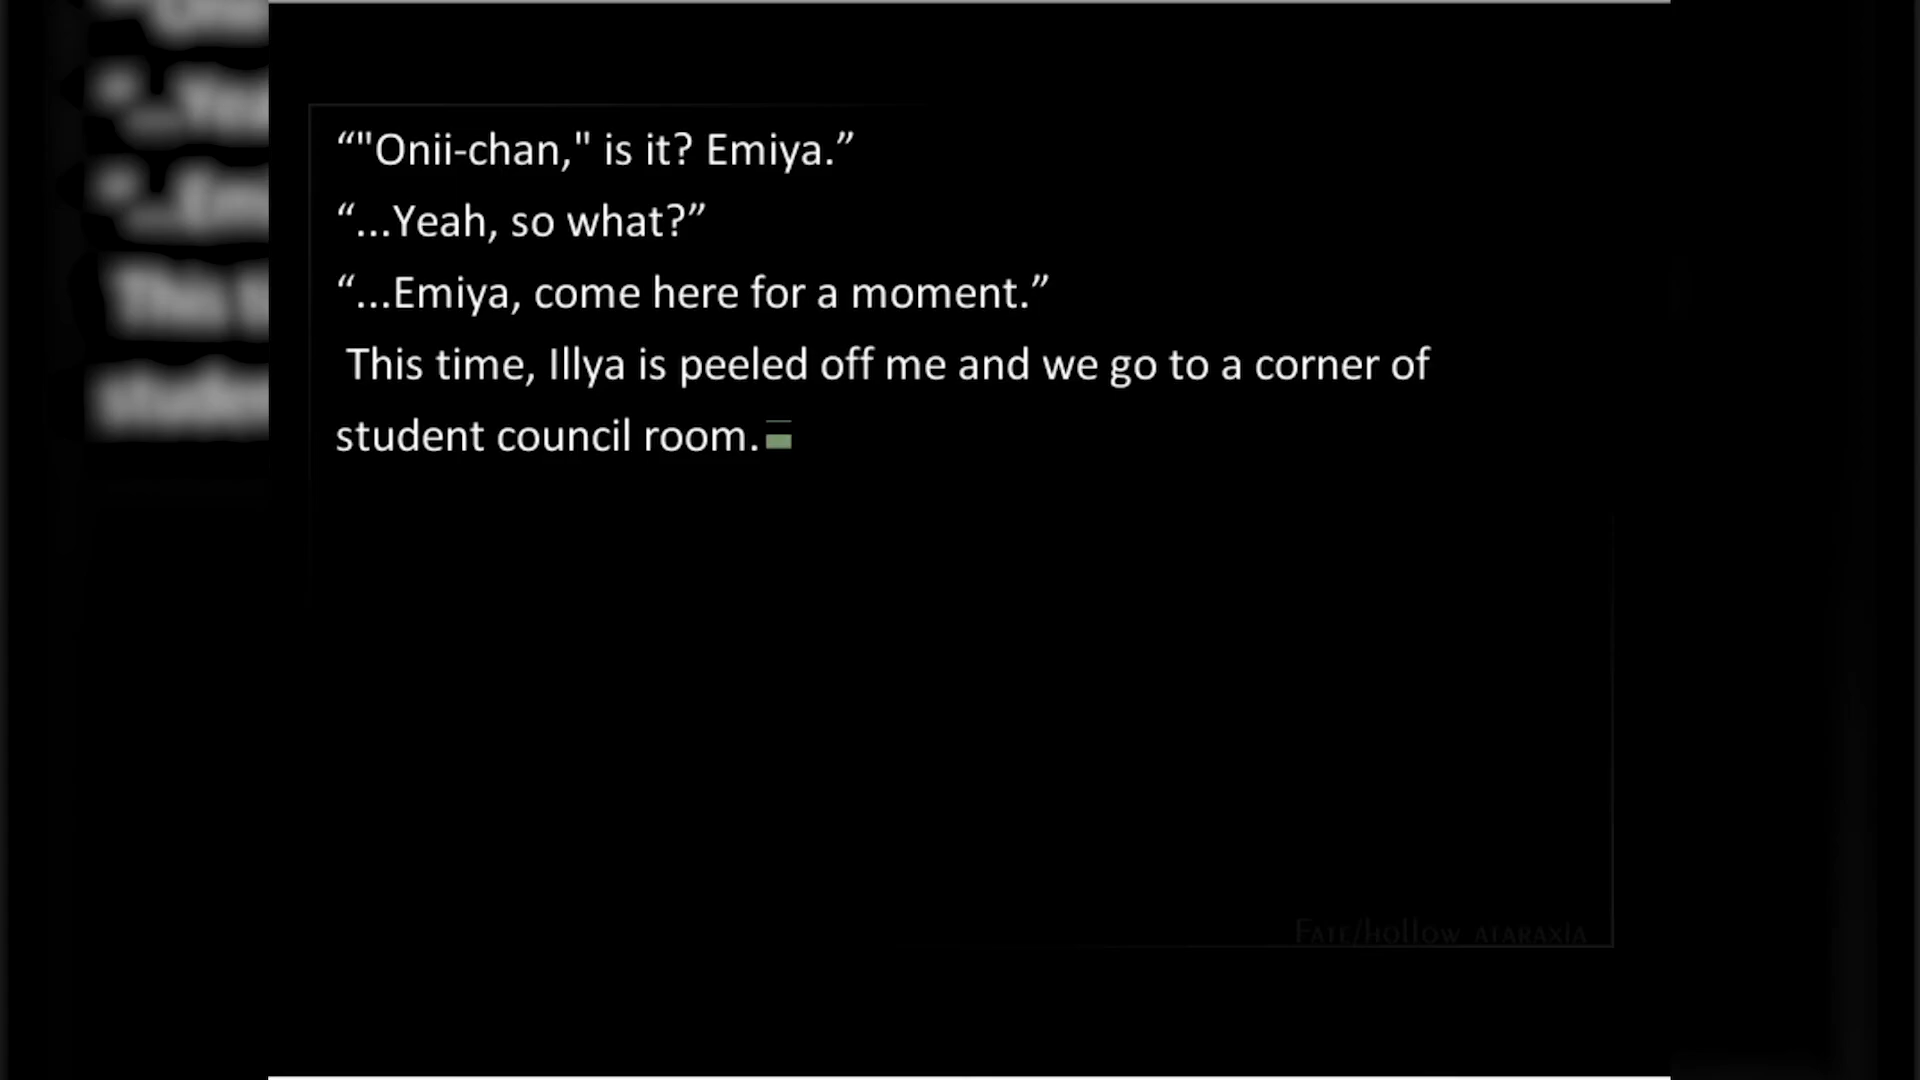 “"Onii-chan," is it? Emiya.”
“...Yeah, so what?”
“...Emiya, come here for a moment.”
This time, Illya is peeled off me and we go to a corner of
student council room.
Fate/hollow ataraxia